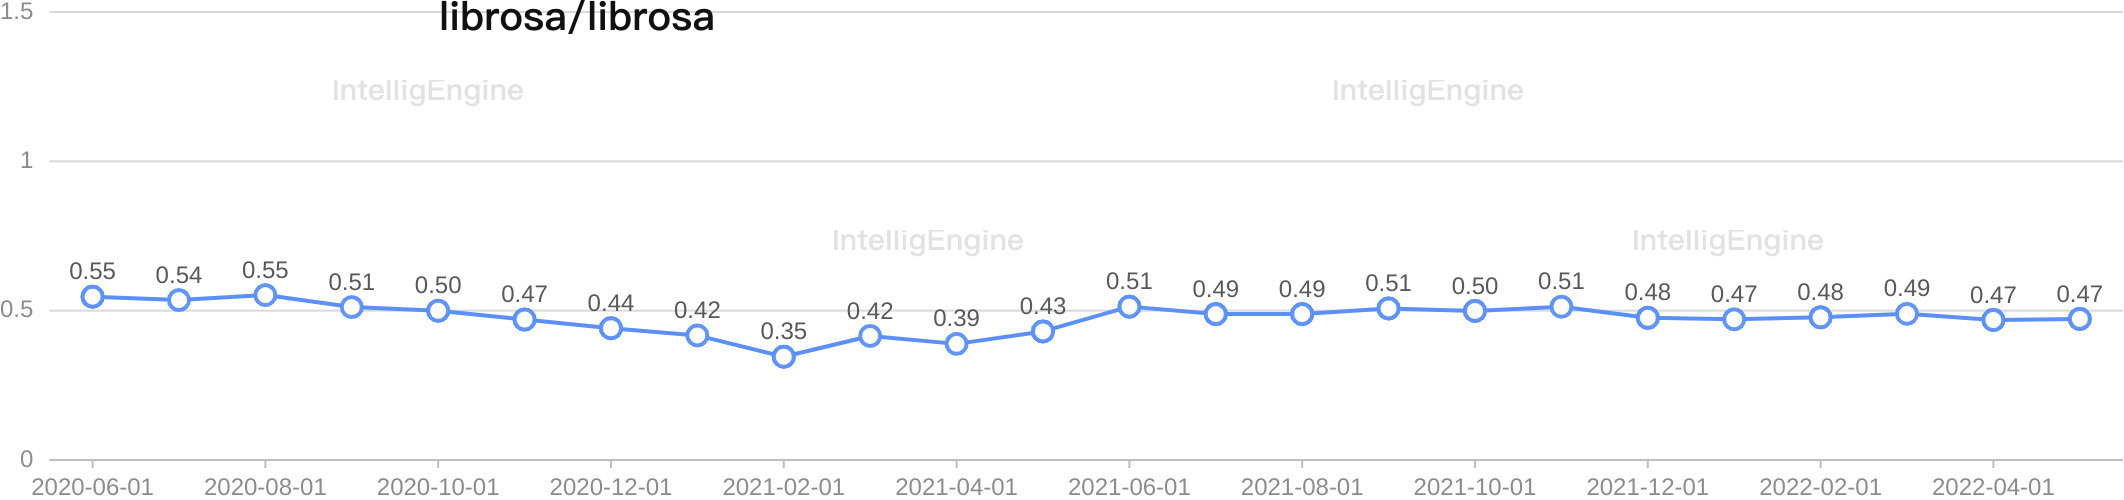 librosa/librosa
1.5
IntelligEngine IntelligEngine
1
IntelligEngine IntelligEngine
0.55 0.54 0.55 0.51 0.50 0.47 0.44 0.42 0.35 0.42 0.39 0.43 0.51 0.49 0.49 0.51 0.50 0.51 0.48 0.47 0.48 0.49 0.47 0.47
0.5
0
2020-06-01 2020-08-01 2020-10-01 2020-12-01 2021-02-01 2021-04-01 2021-06-01 2021-08-01 2021-10-01 2021-12-01 2022-02-01 2022-04-01